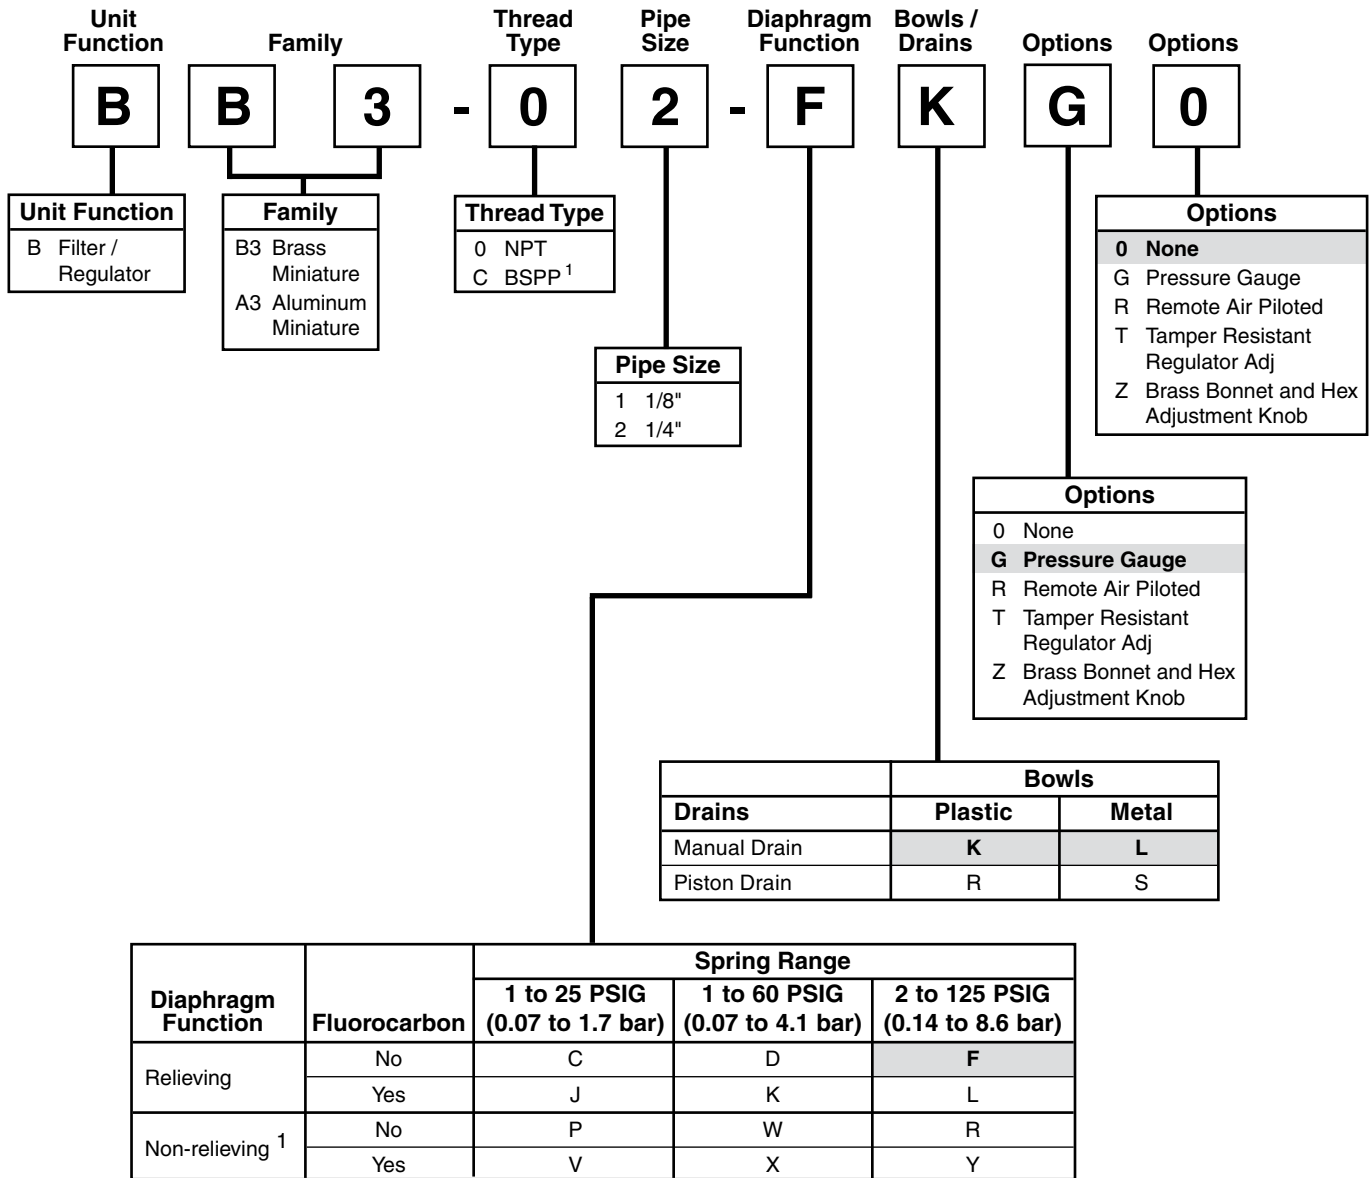 Unit Function
Family
Thread Type
Pipe Size
Diaphragm Function
Bowls / Drains
Options
Options
B B 3 - 0 2 - F K G 0
Unit Function
B Filter /
Regulator
Family
B3 Brass
Miniature
A3 Aluminum
Miniature
Thread Type
0 NPT
C BSPP 1
Pipe Size
1 1/8"
2 1/4"
Options
0 None
G Pressure Gauge
R Remote Air Piloted
T Tamper Resistant
Regulator Adj
Z Brass Bonnet and Hex
Adjustment Knob
Options
0 None
G Pressure Gauge
R Remote Air Piloted
T Tamper Resistant
Regulator Adj
Z Brass Bonnet and Hex
Adjustment Knob
Bowls
Drains Plastic Metal
Manual Drain K L
Piston Drain R S
Spring Range
Diaphragm Function
Fluorocarbon
1 to 25 PSIG
(0.07 to 1.7 bar)
1 to 60 PSIG
(0.07 to 4.1 bar)
2 to 125 PSIG
(0.14 to 8.6 bar)
Relieving
No C D F
Yes J K L
Non-relieving 1
No P W R
Yes V X Y